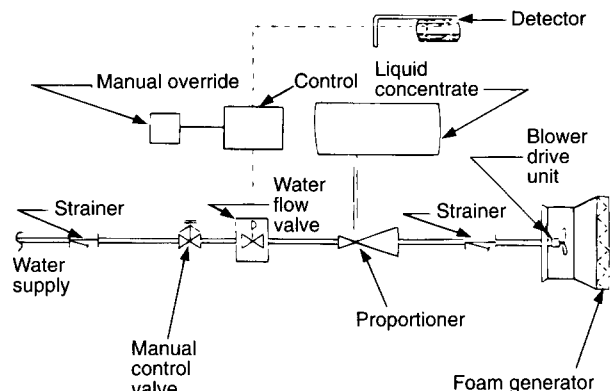 Detector
Manual override
Control
Liquid
concentrate
Blower
drive
unit
Strainer
Water
flow
valve
Strainer
Water
supply
Proportioner
Manual
control
valve
Foam generator